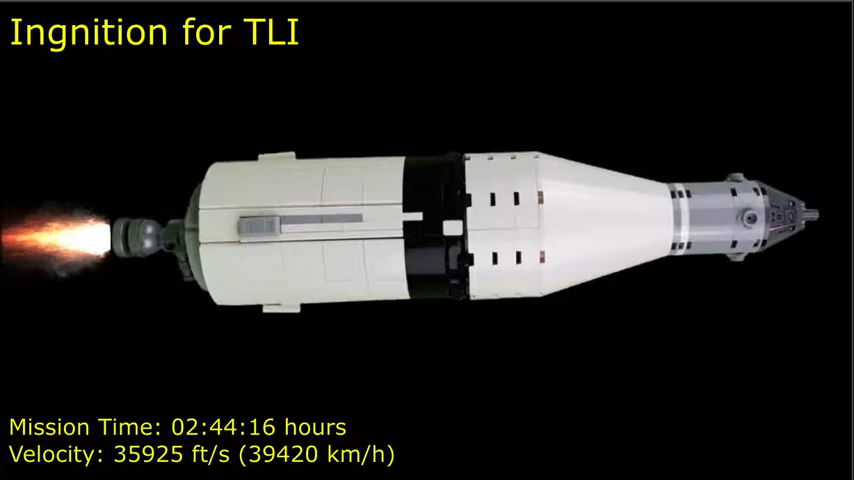 Ingnition for TLI
Mission Time: 02:44:16 hours
Velocity: 35925 ft/s (39420 km/h)